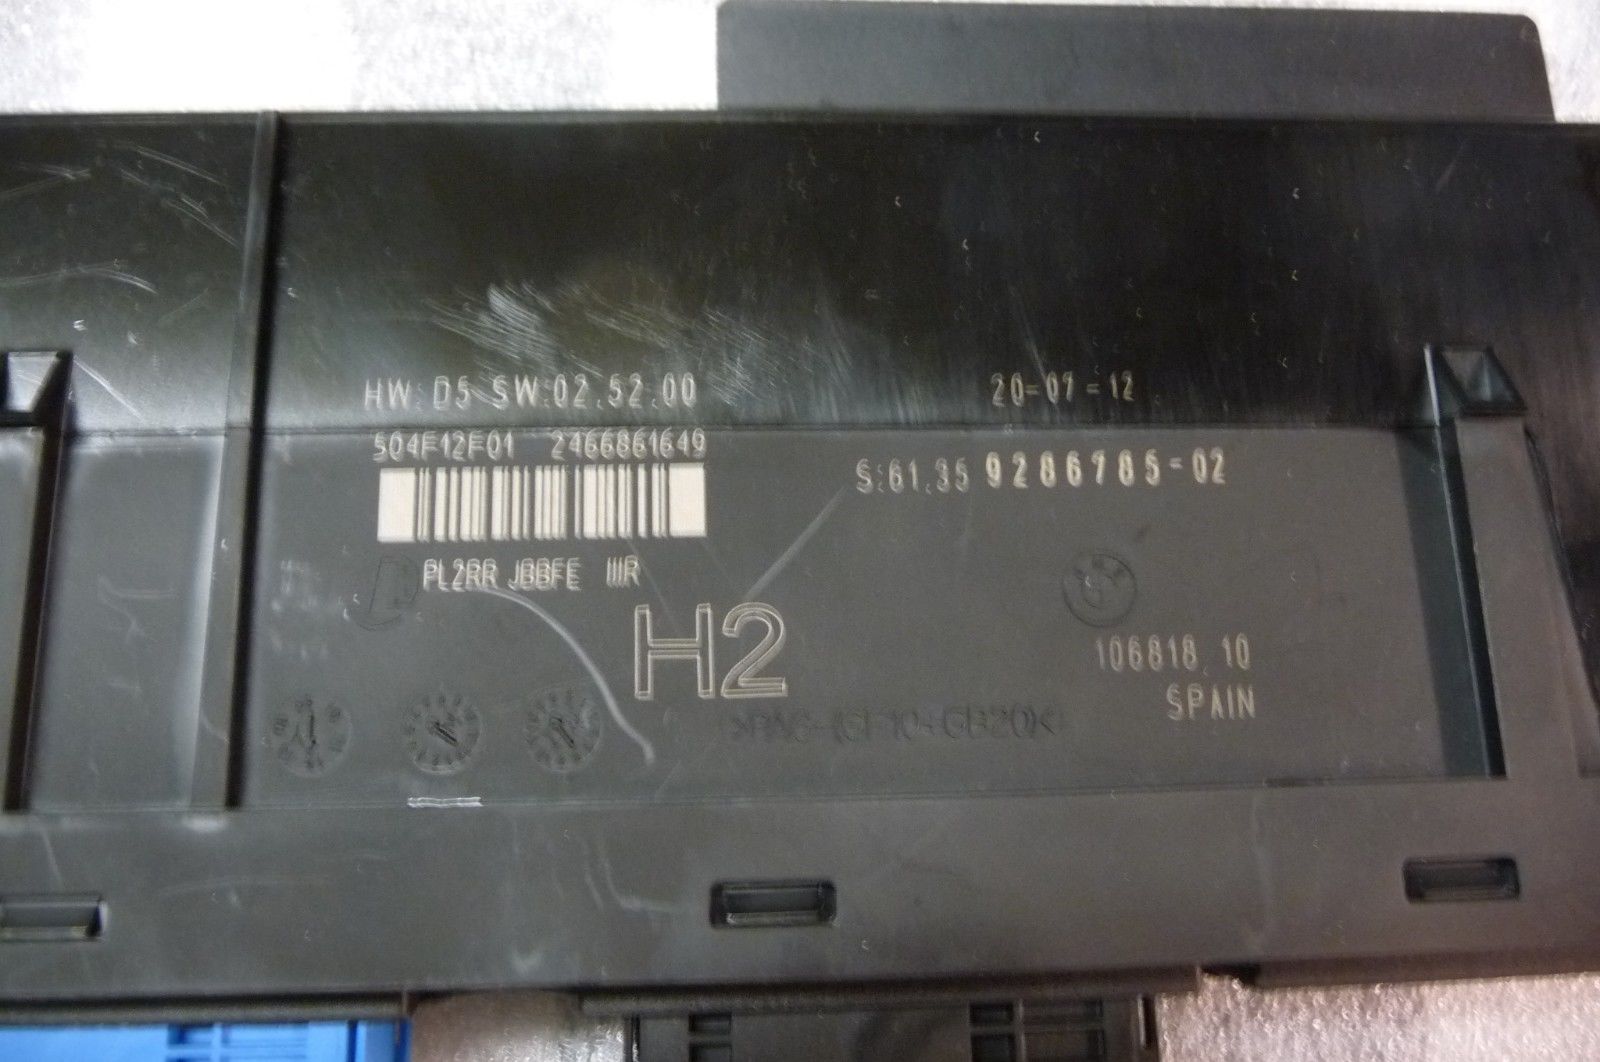 HW: D5 SW:02.52.00
20-07-12
504F12F01 2466861649
S:61.35 9286785-02
PL2RR JBBFE IIIR
H2
106818.10
SPAIN